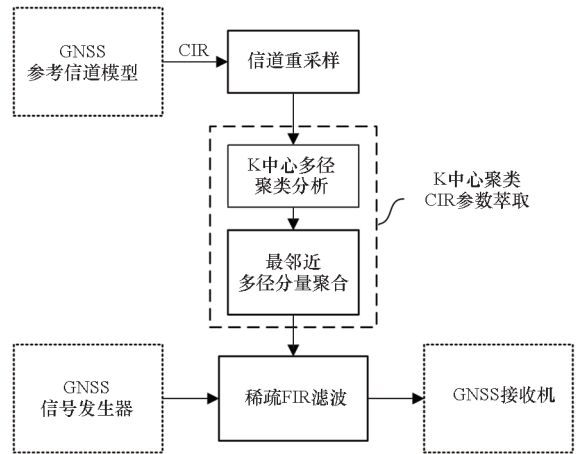 GNSS
参考信道模型
CIR
信道重采样
K中心多径
聚类分析
K中心聚类
CIR参数萃取
最邻近
多径分量聚合
GNSS
信号发生器
稀疏FIR滤波
GNSS接收机